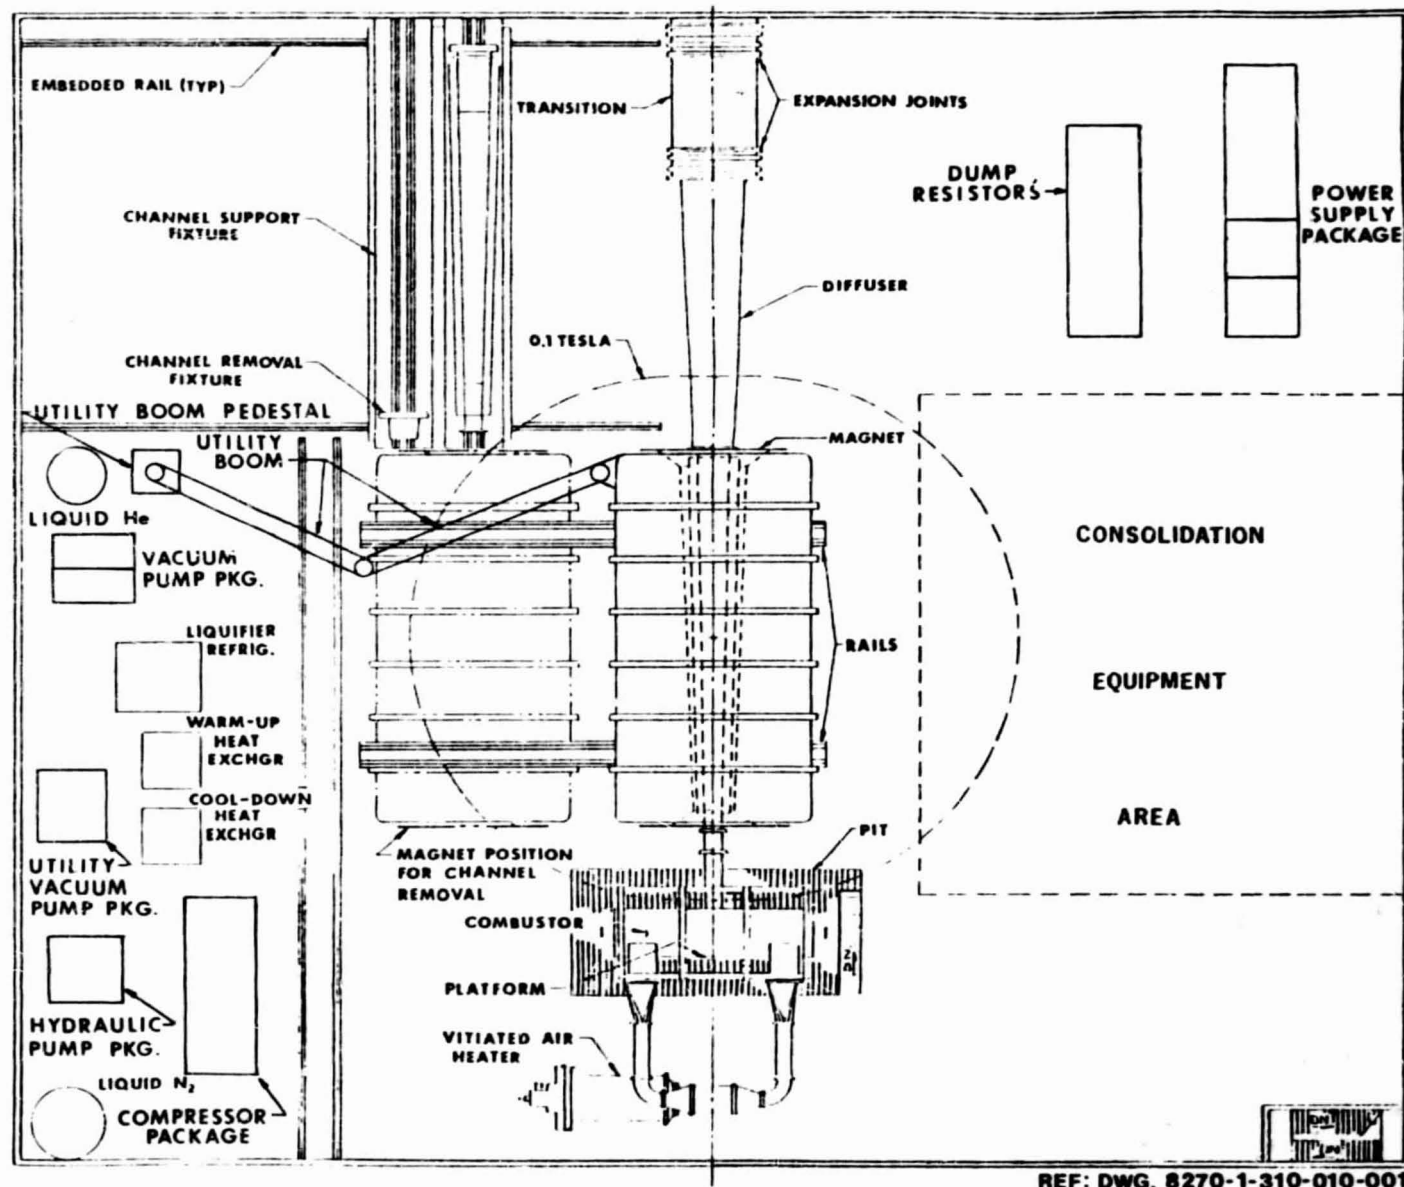 EMBEDDED RAIL (TYP)
TRANSITION
EXPANSION JOINTS
DUMP
RESISTORS
POWER
SUPPLY
PACKAGE
CHANNEL SUPPORT
FIXTURE
DIFFUSER
0.1 TESLA
CHANNEL REMOVAL
FIXTURE
UTILITY BOOM PEDESTAL
UTILITY
BOOM
MAGNET
LIQUID He
VACUUM
PUMP PKG.
CONSOLIDATION
EQUIPMENT
AREA
LIQUIFIER
REFRIG.
RAILS
WARM-UP
HEAT
EXCHGR
COOL-DOWN
HEAT
EXCHGR
PIT
MAGNET POSITION
FOR CHANNEL
REMOVAL
UTILITY
VACUUM
PUMP PKG.
COMBUSTOR
PLATFORM
HYDRAULIC
PUMP PKG.
VITIATED AIR
HEATER
LIQUID N₂
COMPRESSOR
PACKAGE
REF: DWG. 8270-1-310-010-001